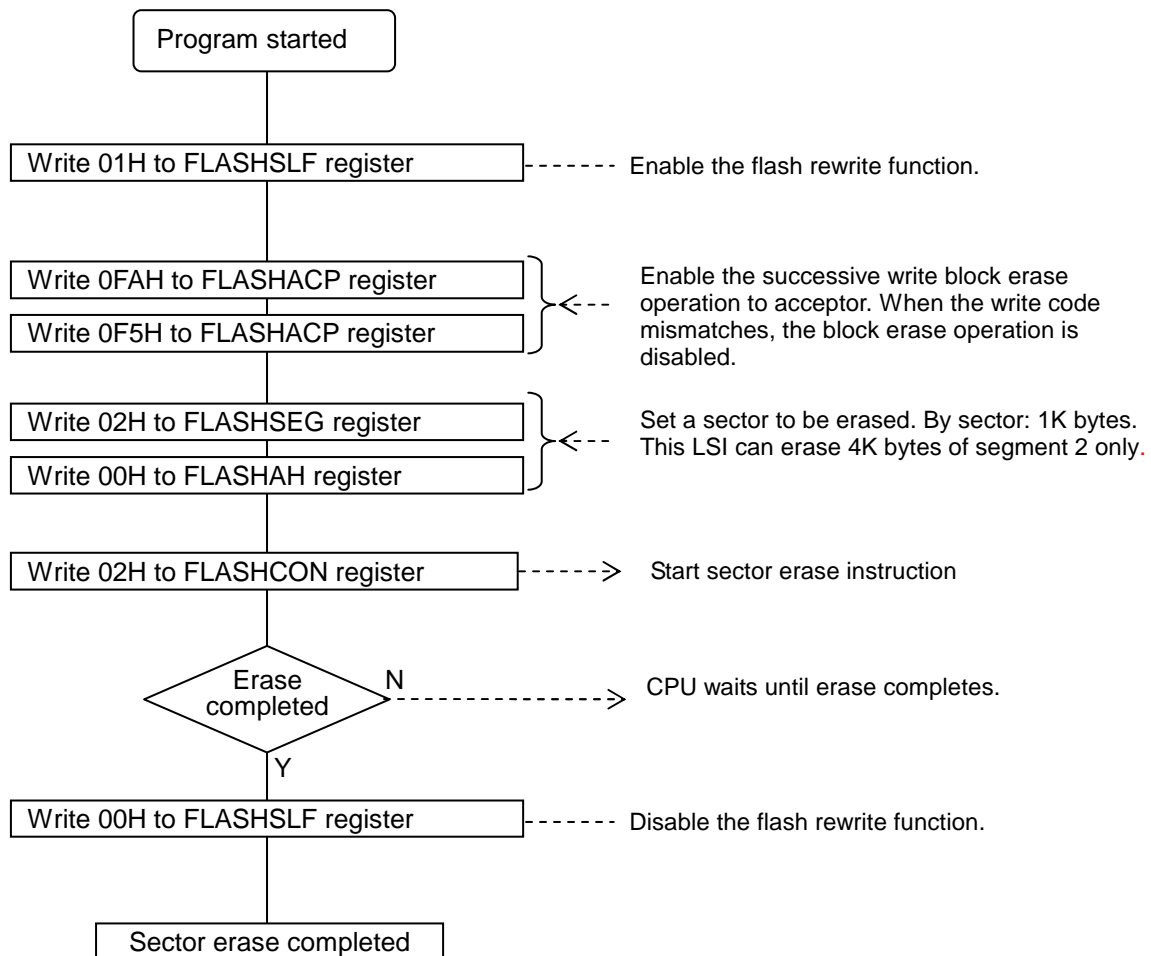 Program started
Write 01H to FLASHSLF register
Enable the flash rewrite function.
Write 0FAH to FLASHACP register
Write 0F5H to FLASHACP register
Enable the successive write block erase
operation to acceptor. When the write code
mismatches, the block erase operation is
disabled.
Write 02H to FLASHSEG register
Write 00H to FLASHAH register
Set a sector to be erased. By sector: 1K bytes.
This LSI can erase 4K bytes of segment 2 only.
Write 02H to FLASHCON register
Start sector erase instruction
Erase
completed
N
CPU waits until erase completes.
Y
Write 00H to FLASHSLF register
Disable the flash rewrite function.
Sector erase completed